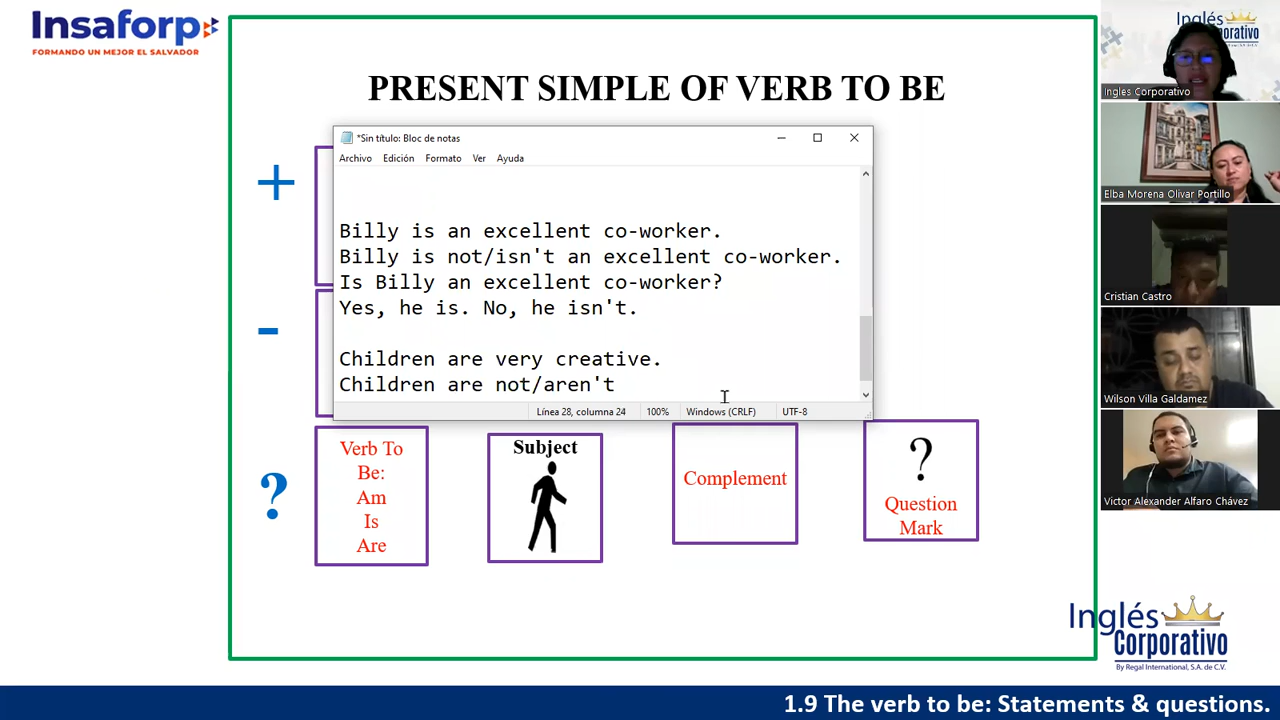 Insaforp
FORMANDO UN MEJOR EL SALVADOR
PRESENT SIMPLE OF VERB TO BE
*Sin título: Bloc de notas
Archivo Edición Formato Ver Ayuda
Billy is an excellent co-worker.
Billy is not/isn't an excellent co-worker.
Is Billy an excellent co-worker?
Yes, he is. No, he isn't.
Children are very creative.
Children are not/aren't
Línea 28, columna 24 100% Windows (CRLF) UTF-8
+
-
?
Verb To
Be:
Am
Is
Are
Subject
Complement
?
Question
Mark
Inglés
Corporativo
Ingles Corporativo
Elba Morena Olivar Portillo
Cristian Castro
Wilson Villa Galdamez
Victor Alexander Alfaro Chávez
Inglés
Corporativo
By Regal International, S.A. de C.V.
1.9 The verb to be: Statements & questions.